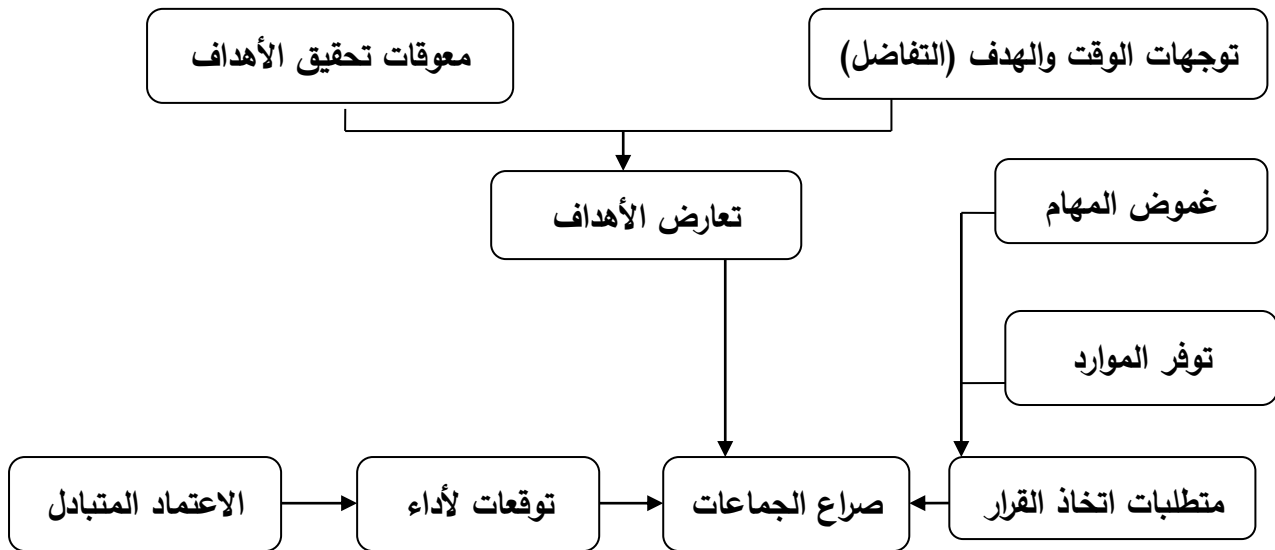 توجهات الوقت والهدف (التفاضل)
معوقات تحقيق الأهداف
تعارض الأهداف
غموض المهام
توفر الموارد
متطلبات اتخاذ القرار
صراع الجماعات
توقعات لأداء
الاعتماد المتبادل